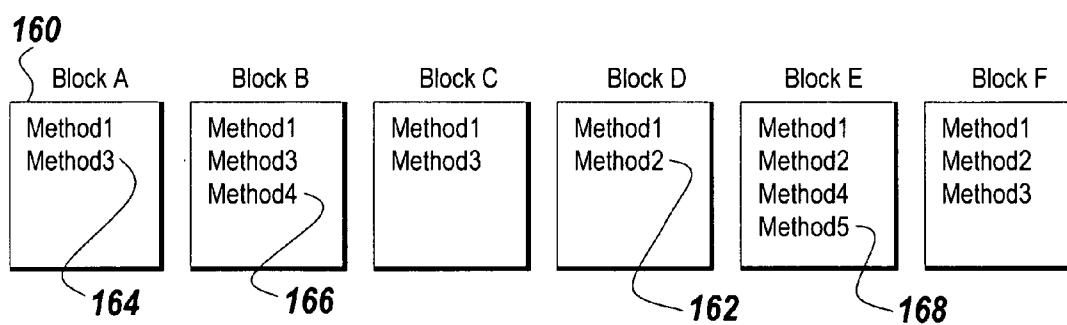 160
Block A Block B Block C Block D Block E Block F
Method1 Method1 Method1 Method1 Method1 Method1
Method3 Method3 Method3 Method2 Method2 Method2
Method4 Method4 Method3
Method5
164 166 162 168